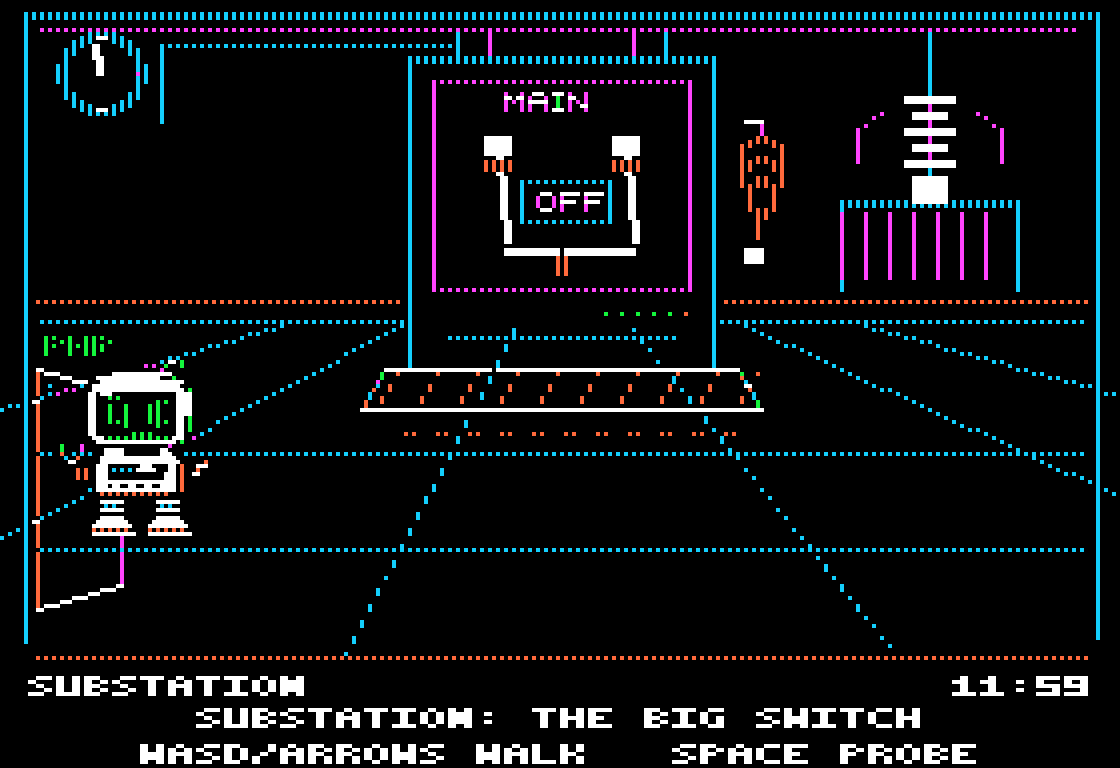 MAIN
OFF
SUBSTATION 11:59
SUBSTATION: THE BIG SWITCH
WASD/ARROWS WALK SPACE PROBE